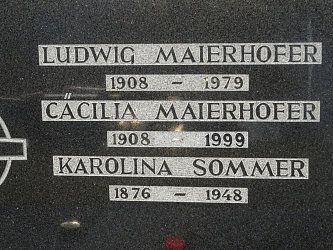 LUDWIG MAIERHOFER
1908 – 1979
CÄCILIA MAIERHOFER
1908 – 1999
KAROLINA SOMMER
1876 – 1948